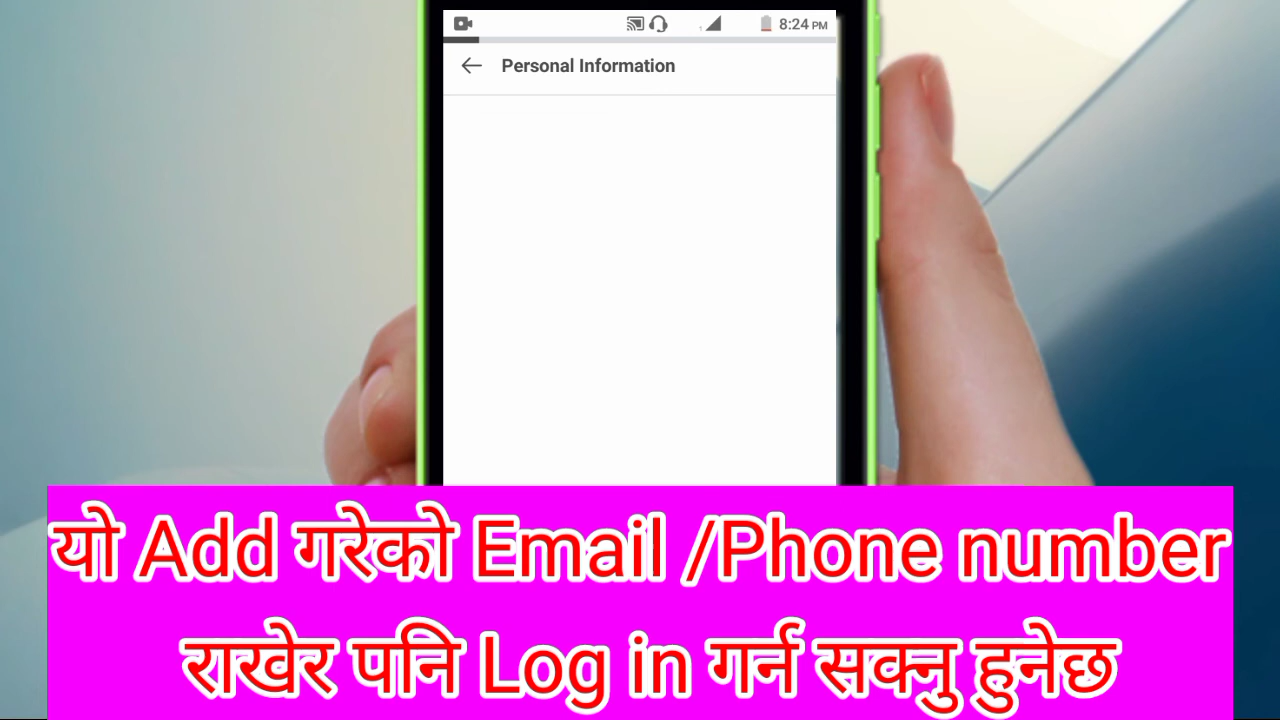 8:24 PM
Personal Information
यो Add गरेको Email /Phone number
राखेर पनि Log in गर्न सक्नु हुनेछ